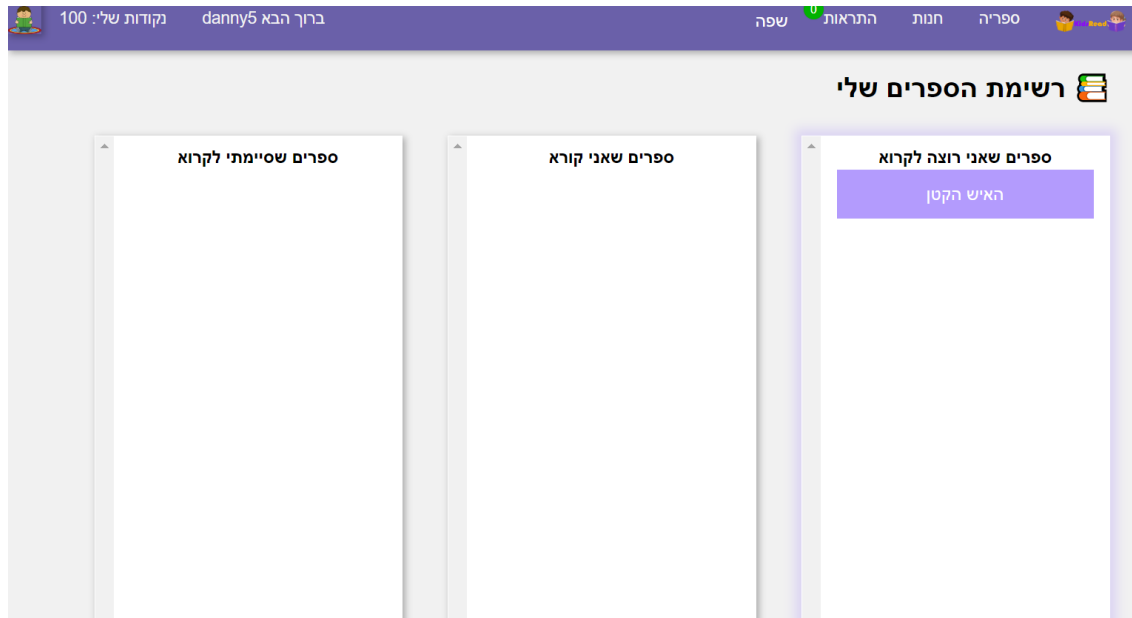 ספריה
חנות
התראות
0
שפה
ברוך הבא danny5
נקודות שלי: 100
רשימת הספרים שלי
ספרים שאני רוצה לקרוא
האיש הקטן
ספרים שאני קורא
ספרים שסיימתי לקרוא